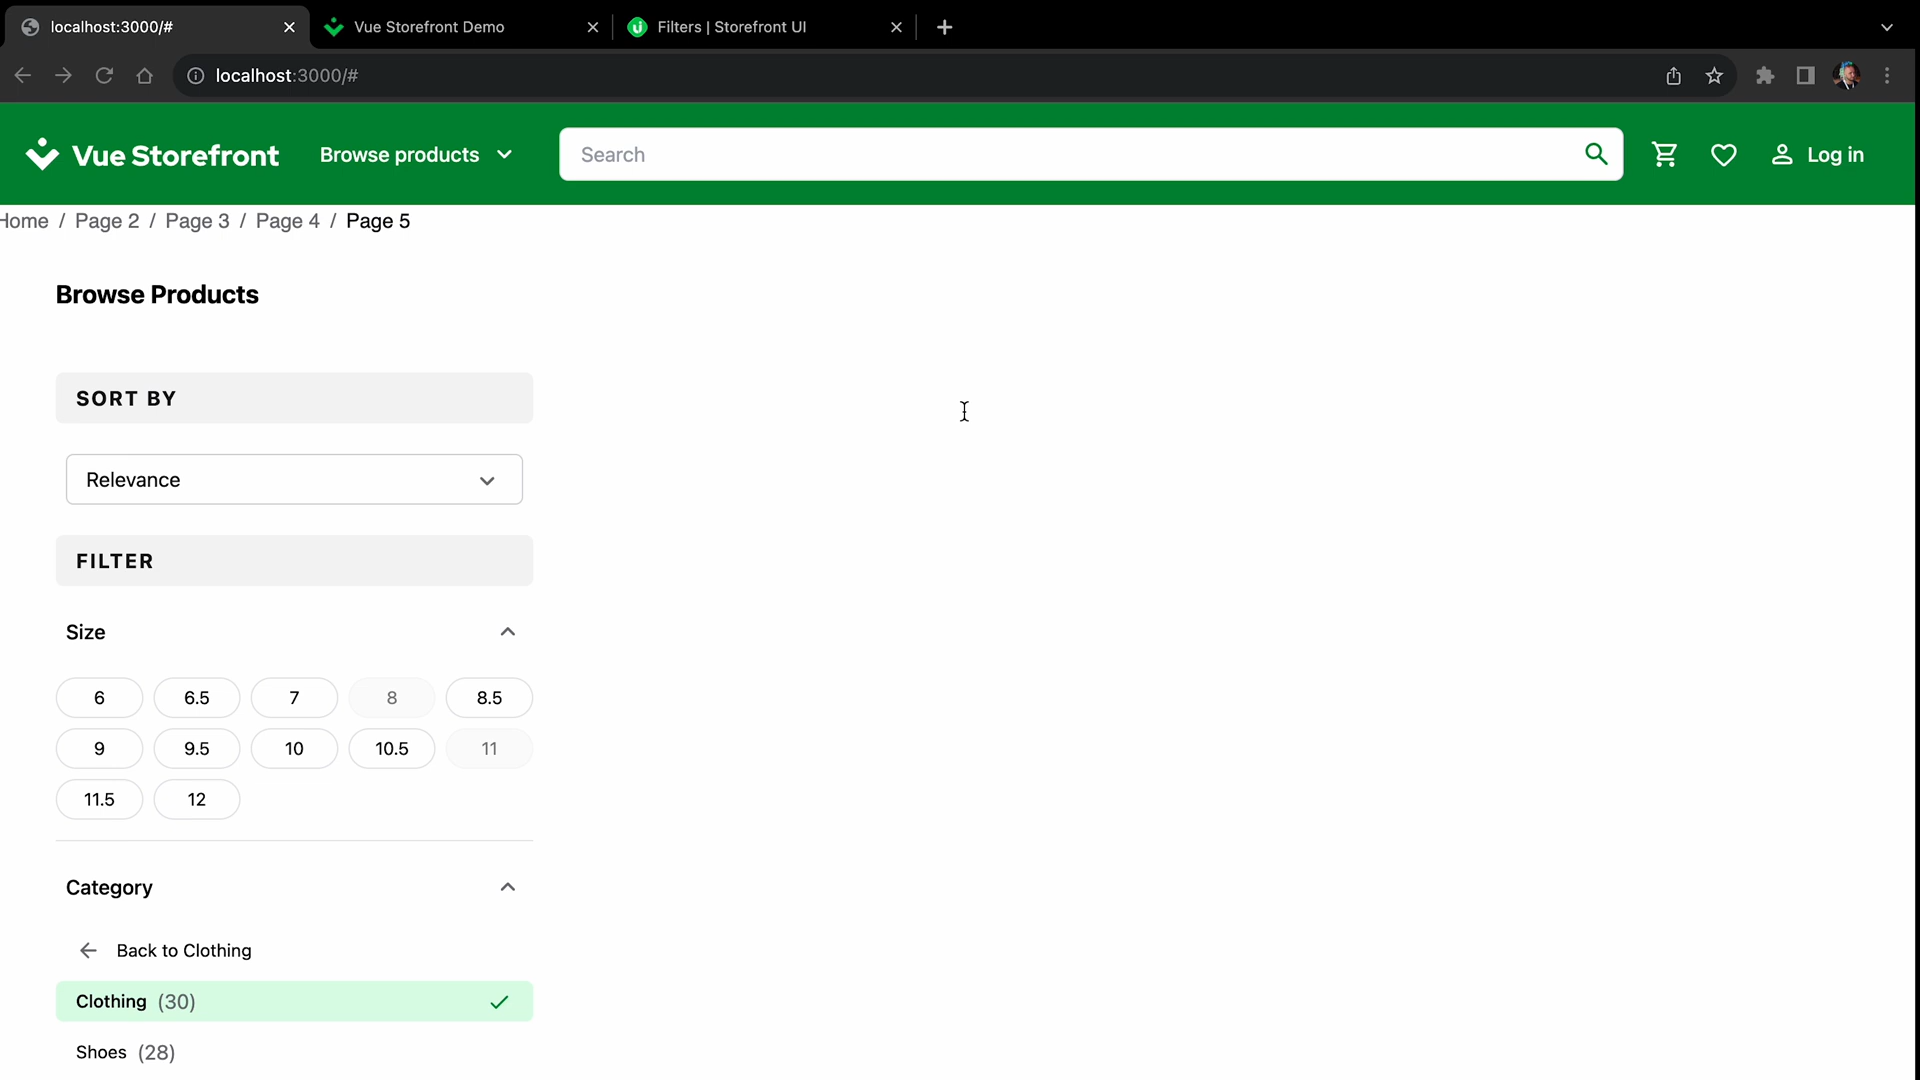 localhost:3000/#
Vue Storefront Demo
Filters | Storefront UI
localhost:3000/#
Vue Storefront
Browse products
Search
Log in
Home / Page 2 / Page 3 / Page 4 / Page 5
Browse Products
SORT BY
Relevance
FILTER
Size
6 6.5 7 8 8.5
9 9.5 10 10.5 11
11.5 12
Category
Back to Clothing
Clothing (30)
Shoes (28)